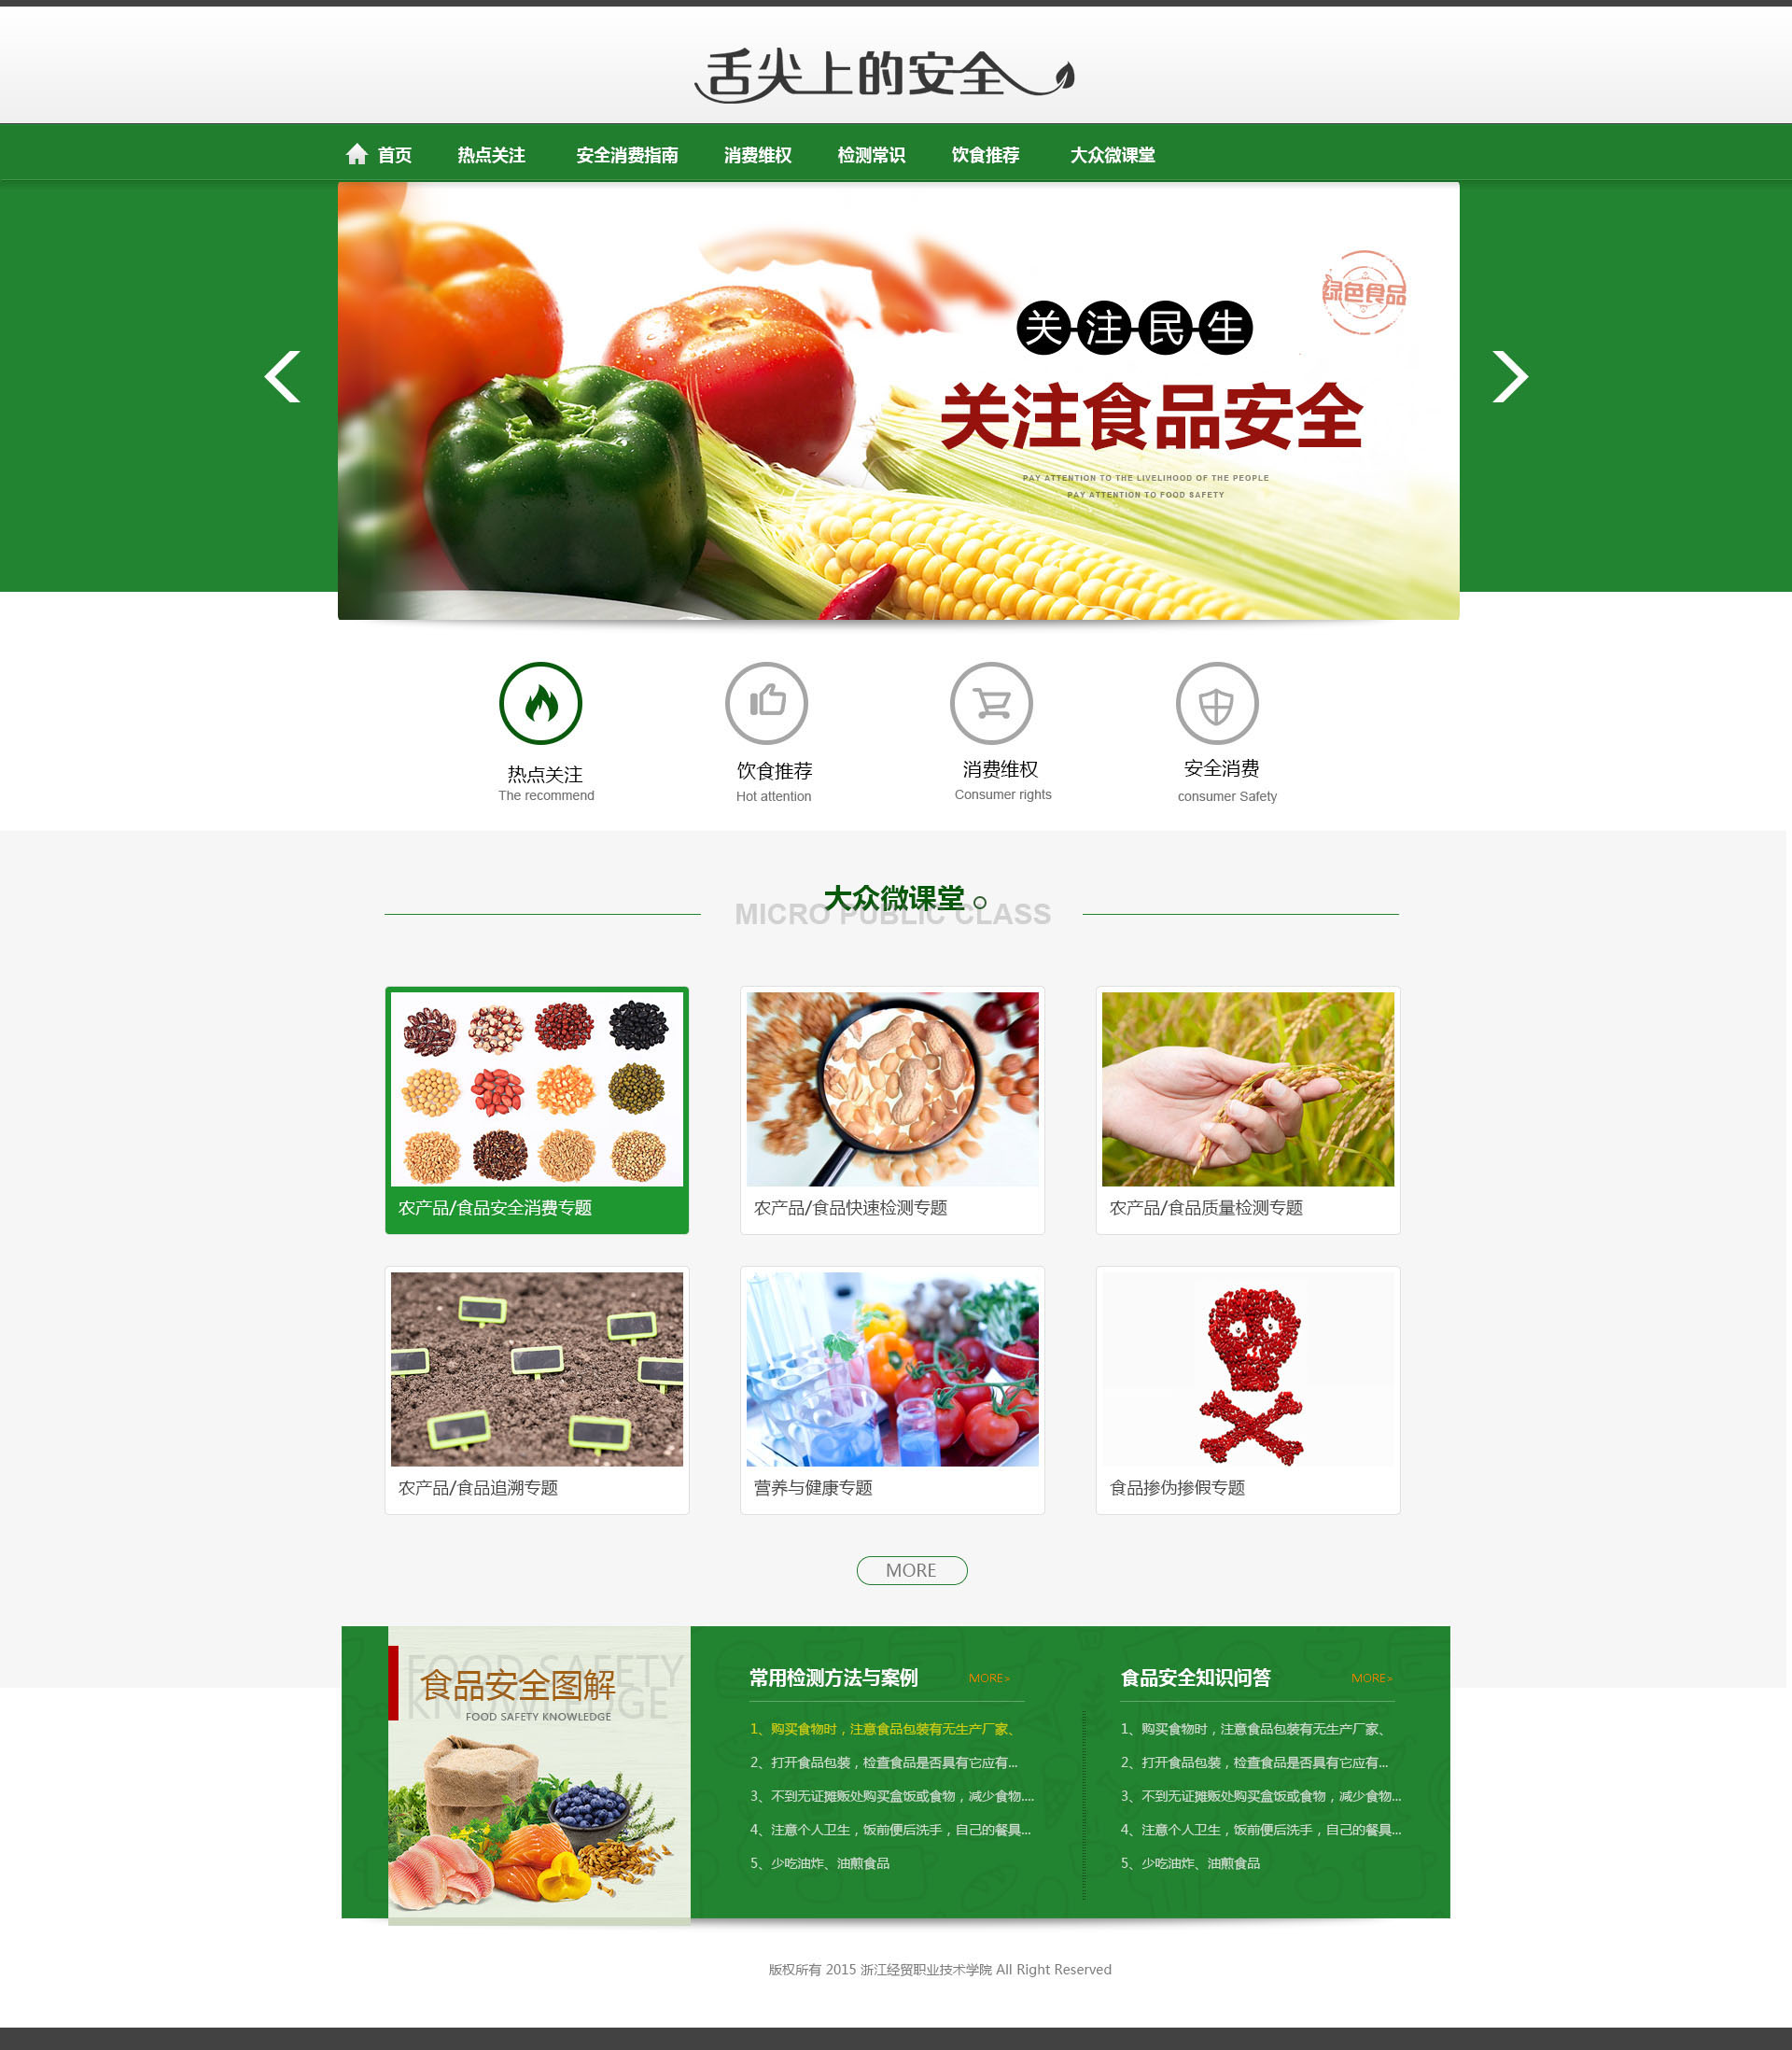 舌尖上的安全
首页 热点关注 安全消费指南 消费维权 检测常识 饮食推荐 大众微课堂
绿色食品
关注民生
关注食品安全
PAY ATTENTION TO THE LIVELIHOOD OF THE PEOPLE
PAY ATTENTION TO FOOD SAFETY
热点关注
The recommend
饮食推荐
Hot attention
消费维权
Consumer rights
安全消费
consumer Safety
大众微课堂
MICRO PUBLIC CLASS
农产品/食品安全消费专题
农产品/食品快速检测专题
农产品/食品质量检测专题
农产品/食品追溯专题
营养与健康专题
食品掺伪掺假专题
MORE
FOOD SAFETY
KNOWLEDGE
食品安全图解
FOOD SAFETY KNOWLEDGE
常用检测方法与案例 MORE>
1、购买食物时，注意食品包装有无生产厂家、
2、打开食品包装，检查食品是否具有它应有...
3、不到无证摊贩处购买盒饭或食物，减少食物....
4、注意个人卫生，饭前便后洗手，自己的餐具...
5、少吃油炸、油煎食品
食品安全知识问答 MORE>
1、购买食物时，注意食品包装有无生产厂家、
2、打开食品包装，检查食品是否具有它应有...
3、不到无证摊贩处购买盒饭或食物，减少食物...
4、注意个人卫生，饭前便后洗手，自己的餐具...
5、少吃油炸、油煎食品
版权所有 2015 浙江经贸职业技术学院 All Right Reserved